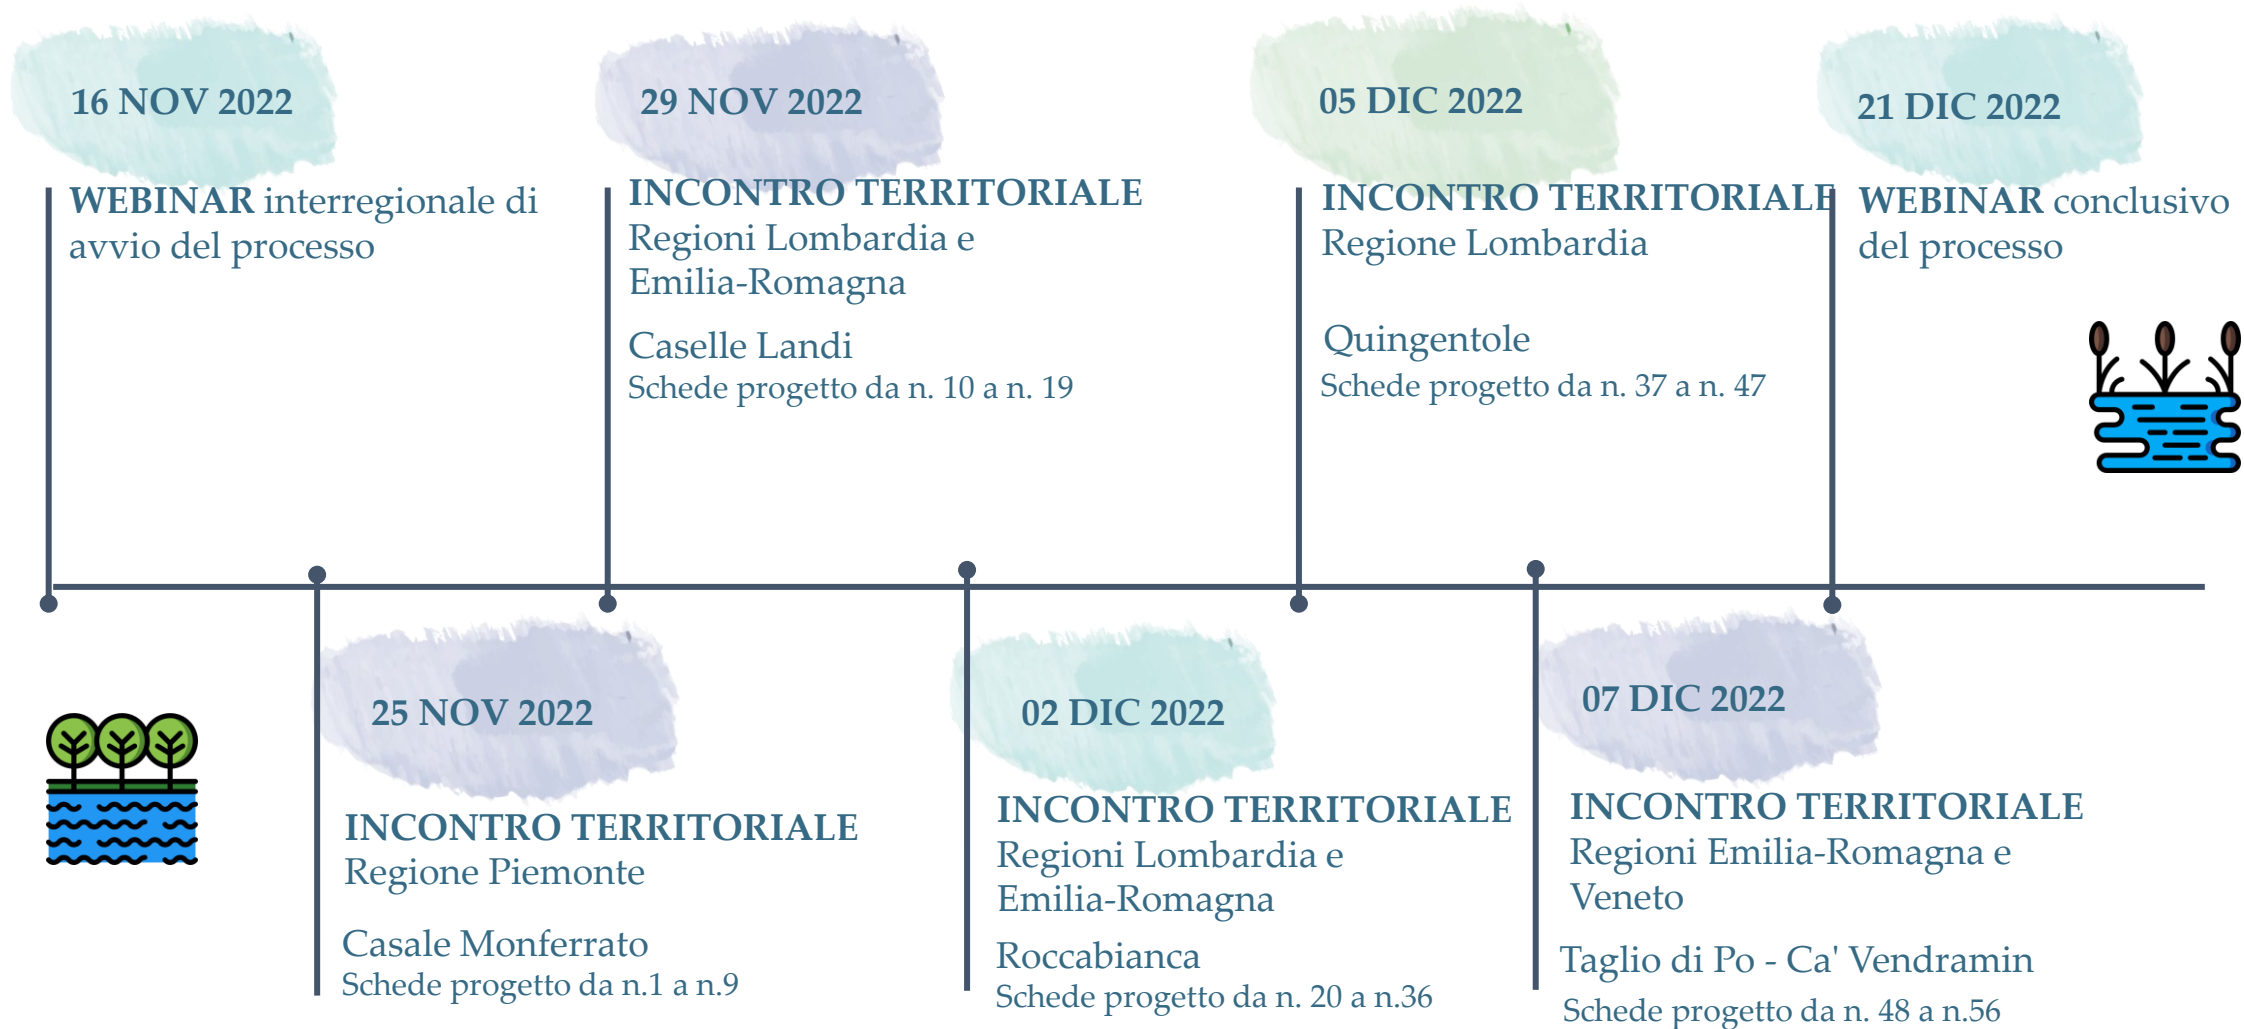 16 NOV 2022
WEBINAR interregionale di
avvio del processo
25 NOV 2022
INCONTRO TERRITORIALE
Regione Piemonte
Casale Monferrato
Schede progetto da n.1 a n.9
29 NOV 2022
INCONTRO TERRITORIALE
Regioni Lombardia e
Emilia-Romagna
Caselle Landi
Schede progetto da n. 10 a n. 19
02 DIC 2022
INCONTRO TERRITORIALE
Regioni Lombardia e
Emilia-Romagna
Roccabianca
Schede progetto da n. 20 a n.36
05 DIC 2022
INCONTRO TERRITORIALE
Regione Lombardia
Quingentole
Schede progetto da n. 37 a n. 47
07 DIC 2022
INCONTRO TERRITORIALE
Regioni Emilia-Romagna e
Veneto
Taglio di Po - Ca' Vendramin
Schede progetto da n. 48 a n.56
21 DIC 2022
WEBINAR conclusivo
del processo